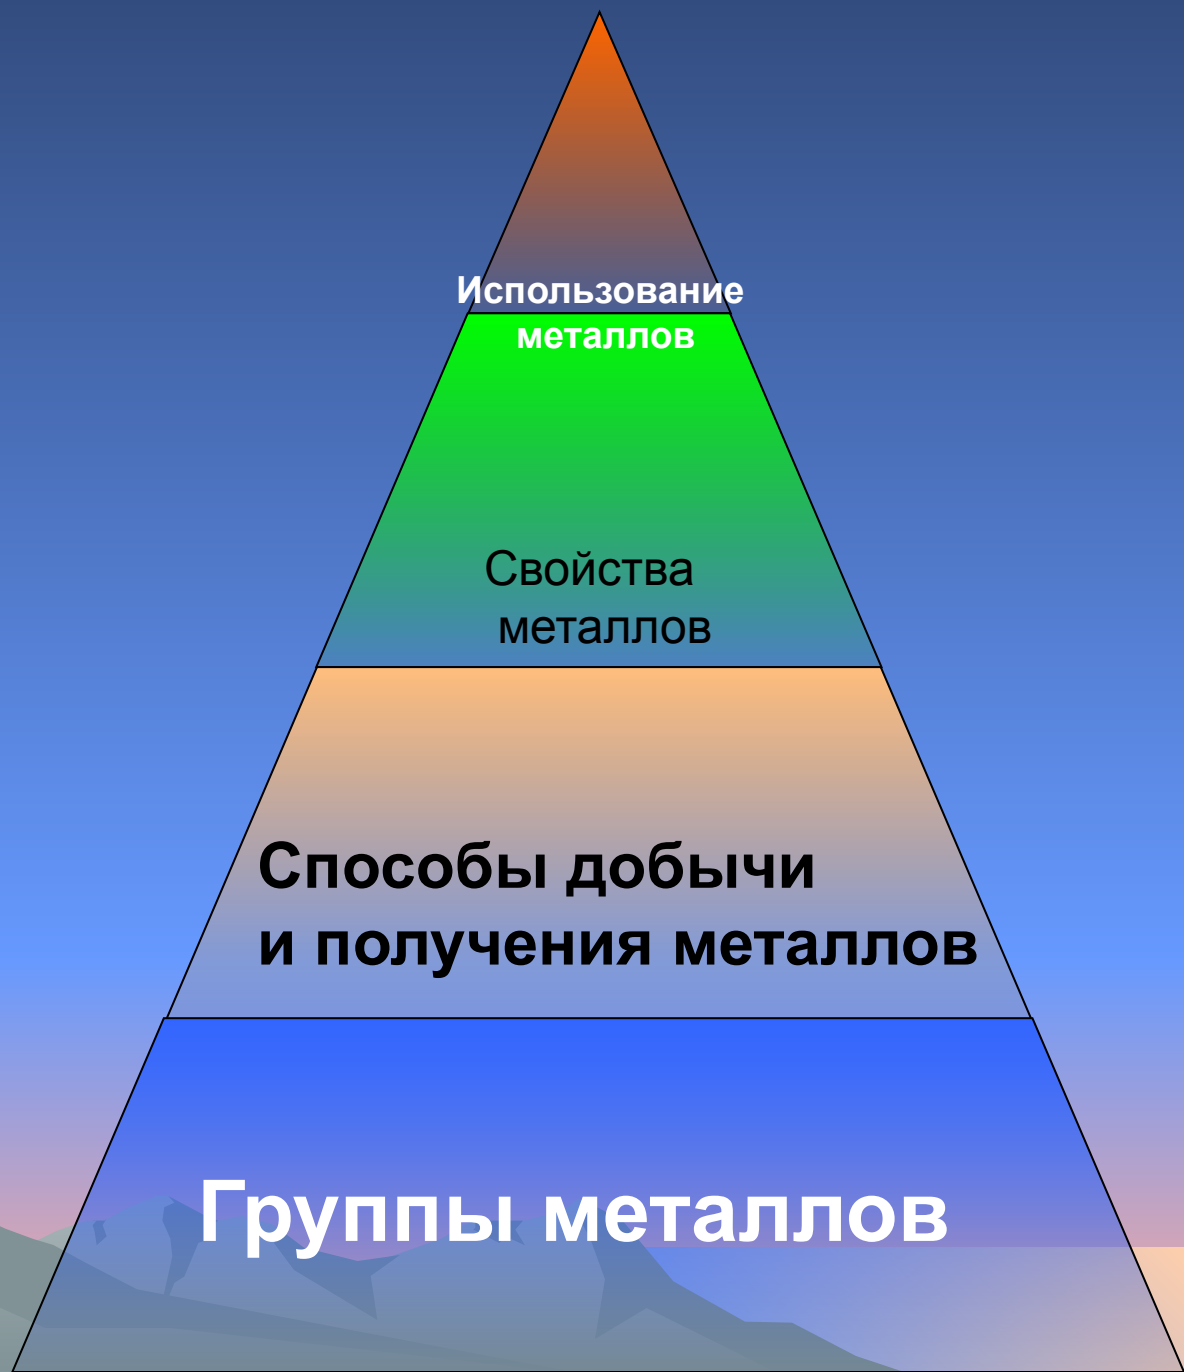 Использование
металлов
Свойства
металлов
Способы добычи
и получения металлов
Группы металлов